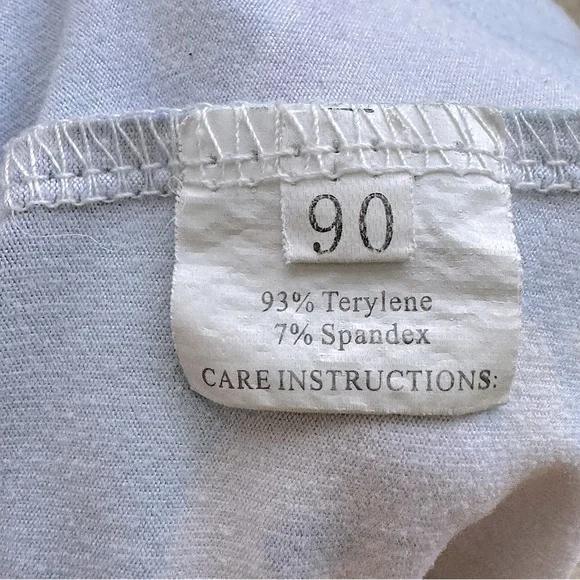 90
93% Terylene
7% Spandex
CARE INSTRUCTIONS: